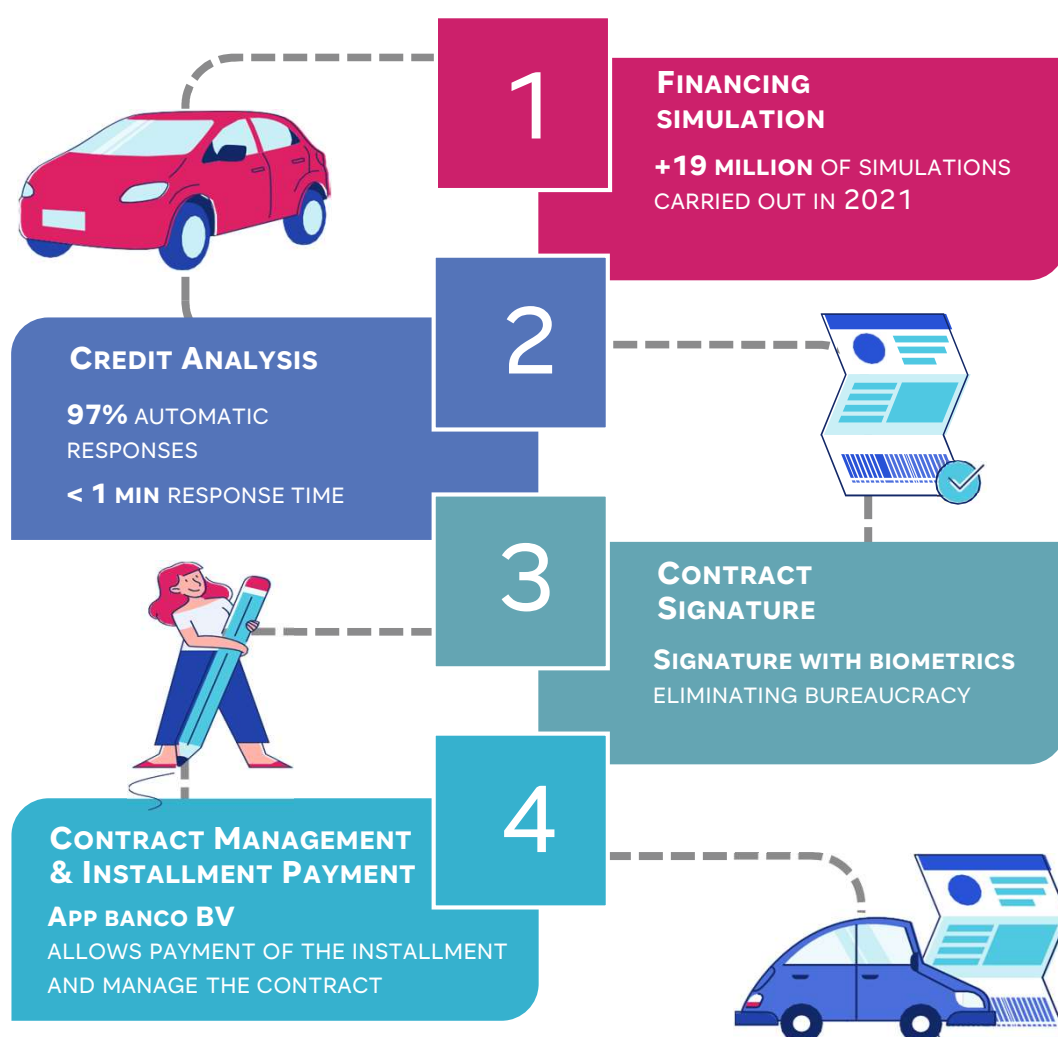 1
FINANCING
SIMULATION
+19 MILLION OF SIMULATIONS
CARRIED OUT IN 2021
2
CREDIT ANALYSIS
97% AUTOMATIC
RESPONSES
< 1 MIN RESPONSE TIME
3
CONTRACT
SIGNATURE
SIGNATURE WITH BIOMETRICS
ELIMINATING BUREAUCRACY
4
CONTRACT MANAGEMENT
& INSTALLMENT PAYMENT
APP BANCO BV
ALLOWS PAYMENT OF THE INSTALLMENT
AND MANAGE THE CONTRACT